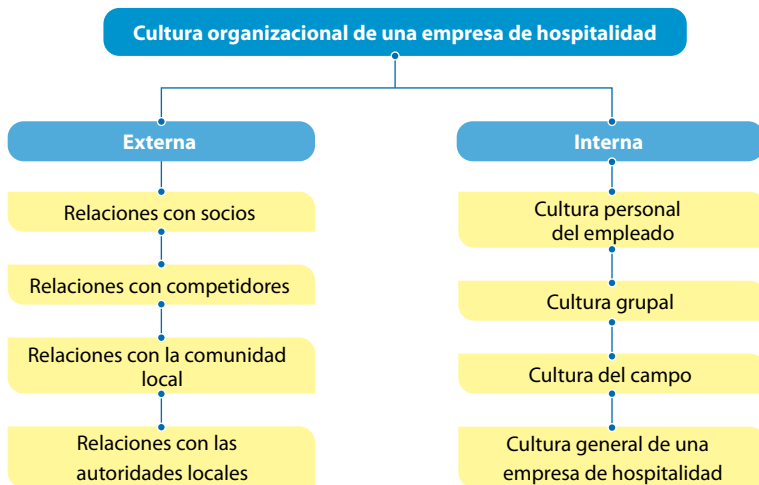 Cultura organizacional de una empresa de hospitalidad
Externa
Relaciones con socios
Relaciones con competidores
Relaciones con la comunidad
local
Relaciones con las
autoridades locales
Interna
Cultura personal
del empleado
Cultura grupal
Cultura del campo
Cultura general de una
empresa de hospitalidad